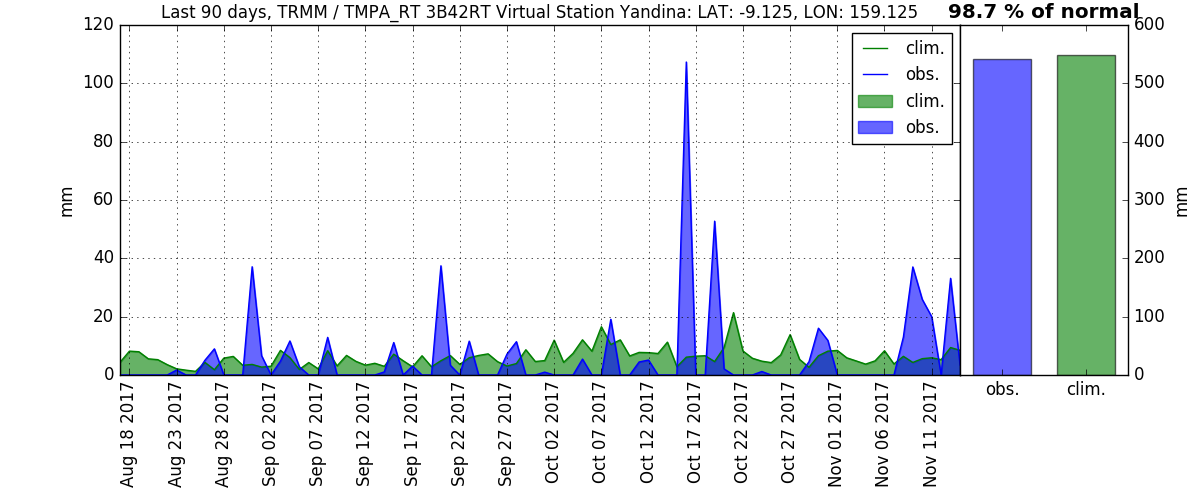 Last 90 days, TRMM / TMPA_RT 3B42RT Virtual Station Yandina: LAT: -9.125, LON: 159.125
98.7 % of normal
120
100
80
60
40
20
0
mm
clim.
obs.
clim.
obs.
600
500
400
300
200
100
0
mm
Aug 18 2017
Aug 23 2017
Aug 28 2017
Sep 02 2017
Sep 07 2017
Sep 12 2017
Sep 17 2017
Sep 22 2017
Sep 27 2017
Oct 02 2017
Oct 07 2017
Oct 12 2017
Oct 17 2017
Oct 22 2017
Oct 27 2017
Nov 01 2017
Nov 06 2017
Nov 11 2017
obs.
clim.